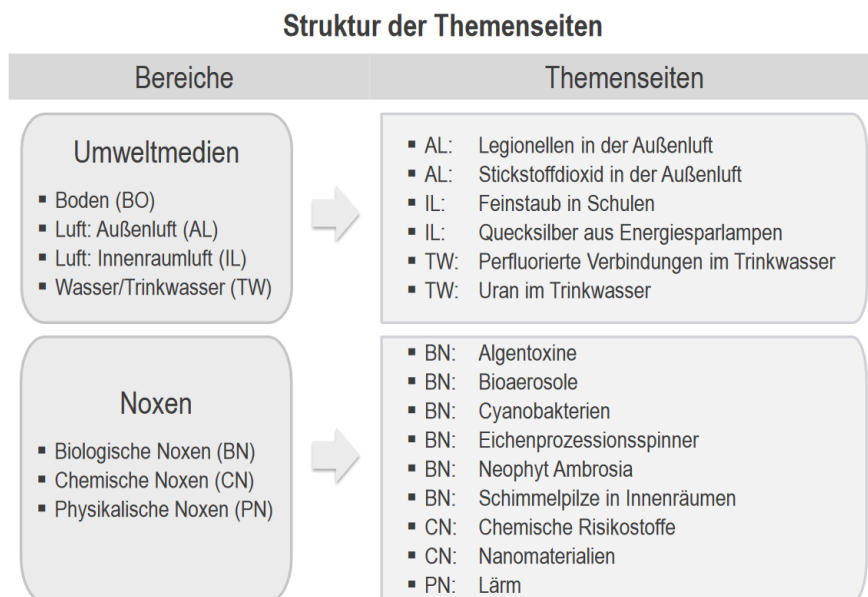 Struktur der Themenseiten
Bereiche
Themenseiten
Umweltmedien
▪ Boden (BO)
▪ Luft: Außenluft (AL)
▪ Luft: Innenraumluft (IL)
▪ Wasser/Trinkwasser (TW)
▪ AL: Legionellen in der Außenluft
▪ AL: Stickstoffdioxid in der Außenluft
▪ IL: Feinstaub in Schulen
▪ IL: Quecksilber aus Energiesparlampen
▪ TW: Perfluorierte Verbindungen im Trinkwasser
▪ TW: Uran im Trinkwasser
Noxen
▪ Biologische Noxen (BN)
▪ Chemische Noxen (CN)
▪ Physikalische Noxen (PN)
▪ BN: Algentoxine
▪ BN: Bioaerosole
▪ BN: Cyanobakterien
▪ BN: Eichenprozessionsspinner
▪ BN: Neophyt Ambrosia
▪ BN: Schimmelpilze in Innenräumen
▪ CN: Chemische Risikostoffe
▪ CN: Nanomaterialien
▪ PN: Lärm